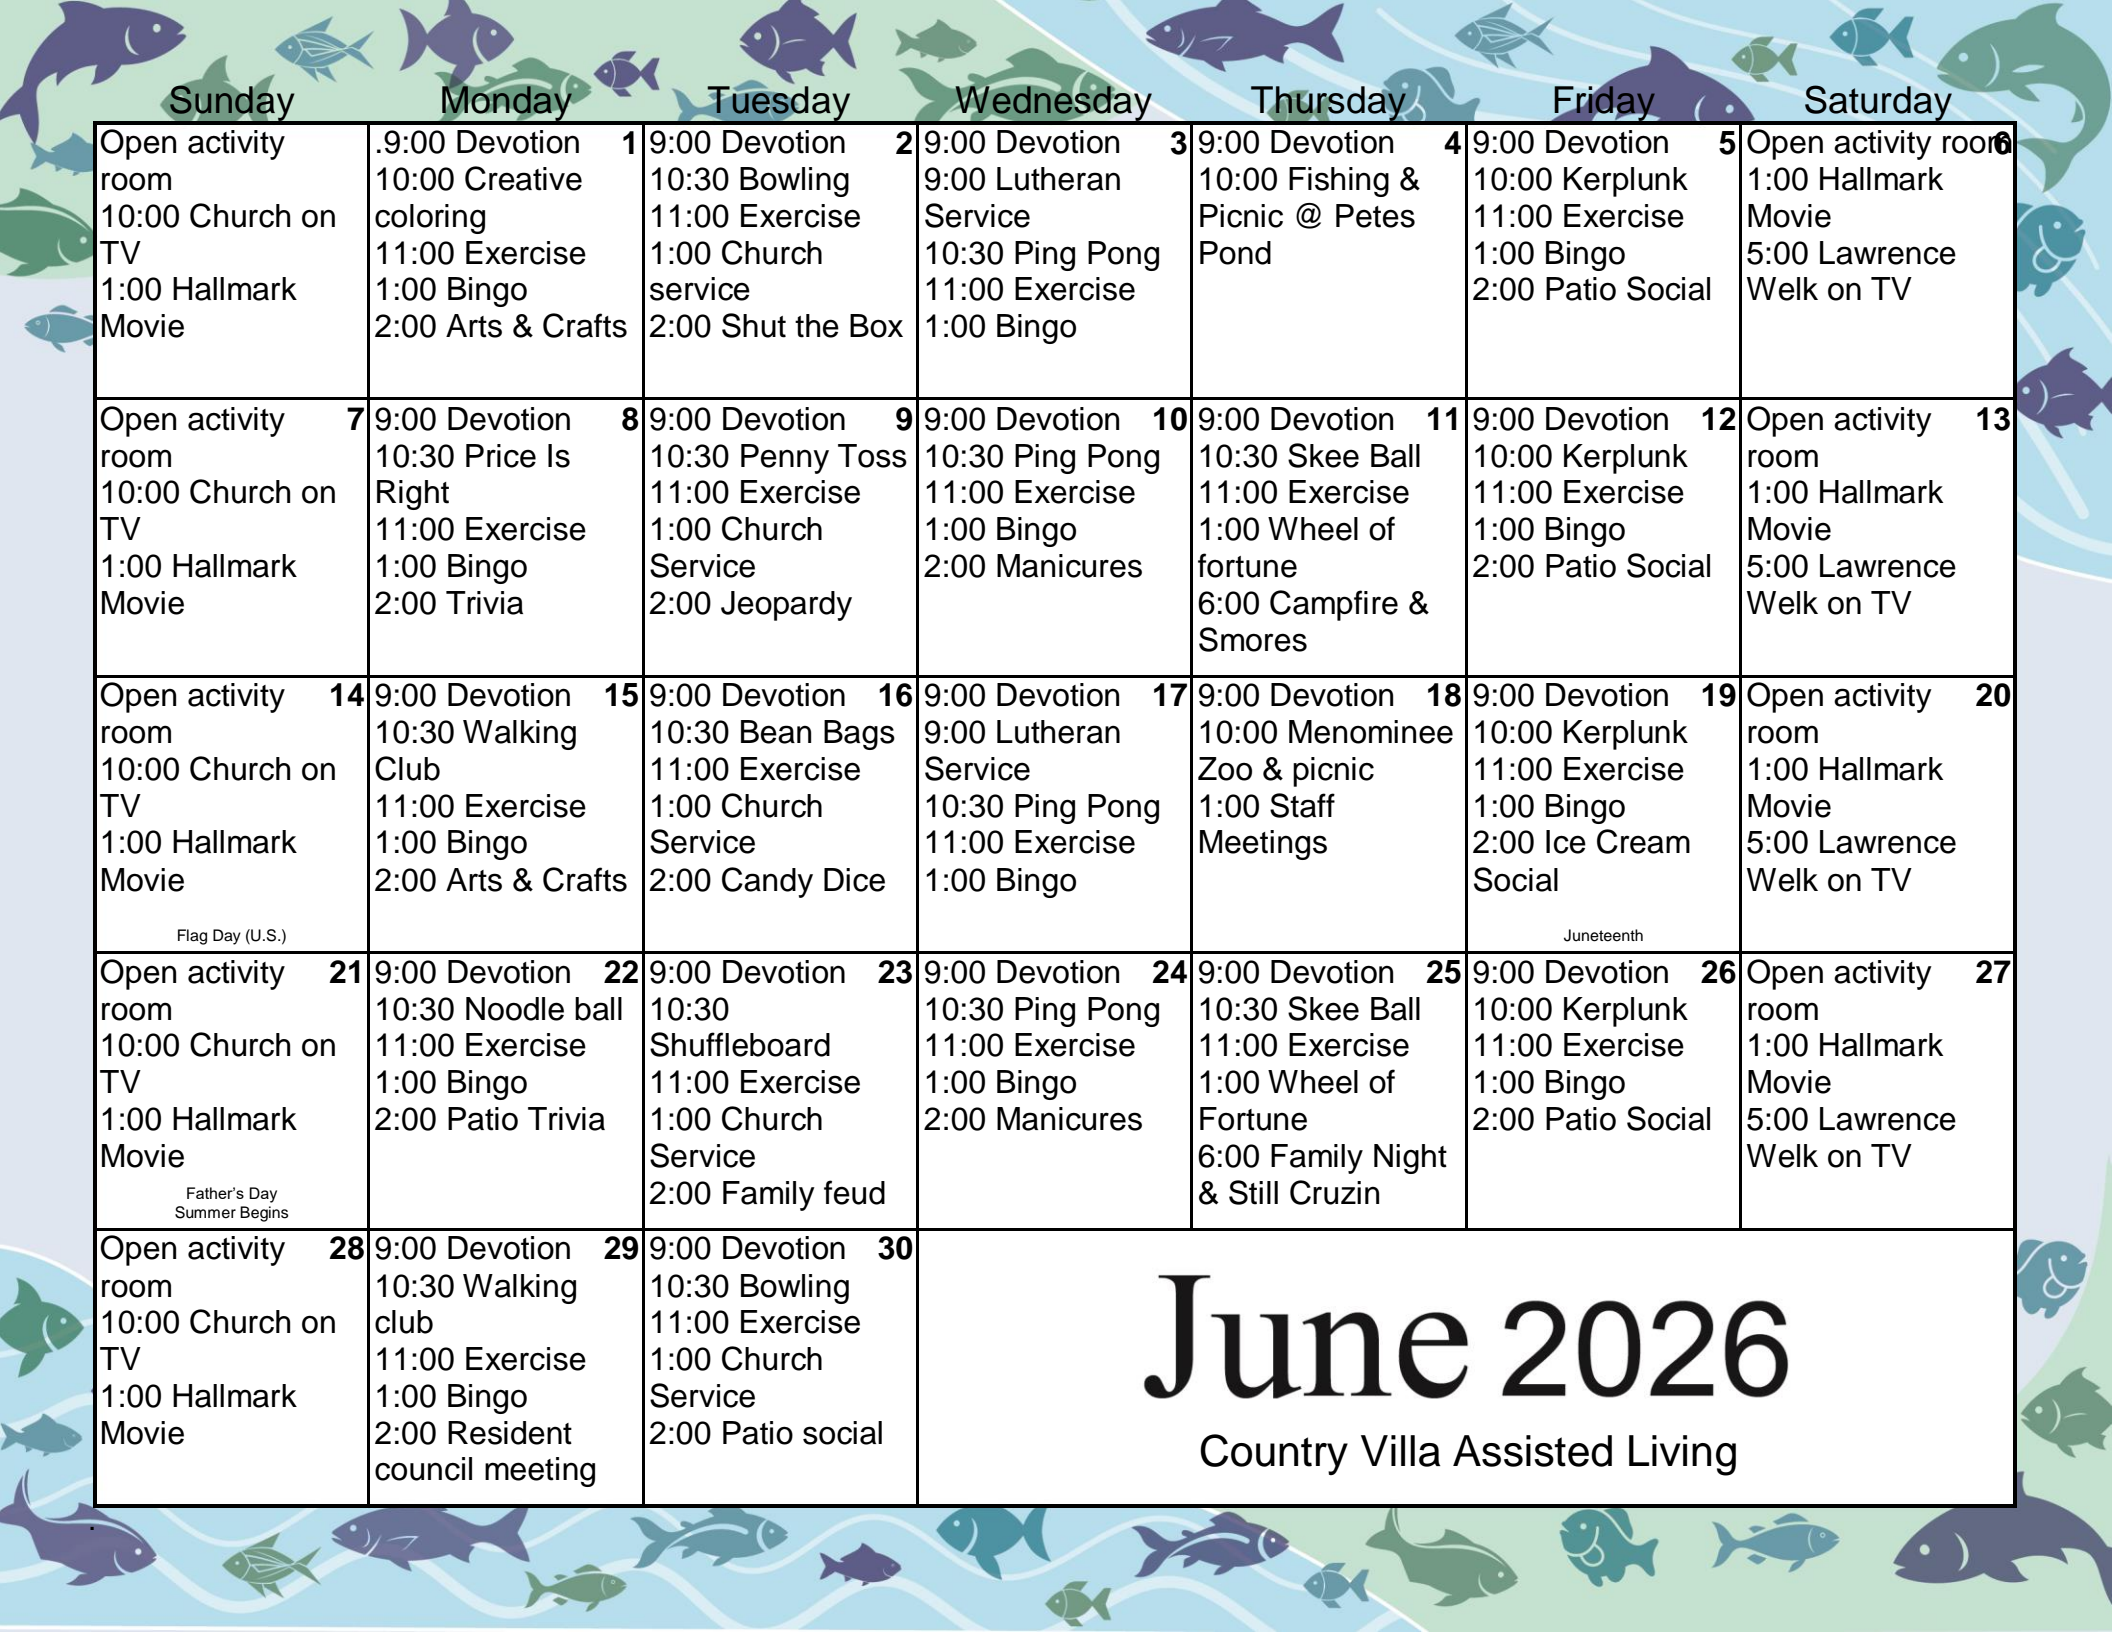 Sunday Monday Tuesday Wednesday Thursday Friday Saturday
Open activity
room
10:00 Church on
TV
1:00 Hallmark
Movie
.9:00 Devotion 1
10:00 Creative
coloring
11:00 Exercise
1:00 Bingo
2:00 Arts & Crafts
9:00 Devotion 2
10:30 Bowling
11:00 Exercise
1:00 Church
service
2:00 Shut the Box
9:00 Devotion 3
9:00 Lutheran
Service
10:30 Ping Pong
11:00 Exercise
1:00 Bingo
9:00 Devotion 4
10:00 Fishing &
Picnic @ Petes
Pond
9:00 Devotion 5
10:00 Kerplunk
11:00 Exercise
1:00 Bingo
2:00 Patio Social
Open activity room 6
1:00 Hallmark
Movie
5:00 Lawrence
Welk on TV
Open activity 7
room
10:00 Church on
TV
1:00 Hallmark
Movie
9:00 Devotion 8
10:30 Price Is
Right
11:00 Exercise
1:00 Bingo
2:00 Trivia
9:00 Devotion 9
10:30 Penny Toss
11:00 Exercise
1:00 Church
Service
2:00 Jeopardy
9:00 Devotion 10
10:30 Ping Pong
11:00 Exercise
1:00 Bingo
2:00 Manicures
9:00 Devotion 11
10:30 Skee Ball
11:00 Exercise
1:00 Wheel of
fortune
6:00 Campfire &
Smores
9:00 Devotion 12
10:00 Kerplunk
11:00 Exercise
1:00 Bingo
2:00 Patio Social
Open activity 13
room
1:00 Hallmark
Movie
5:00 Lawrence
Welk on TV
Open activity 14
room
10:00 Church on
TV
1:00 Hallmark
Movie
Flag Day (U.S.)
9:00 Devotion 15
10:30 Walking
Club
11:00 Exercise
1:00 Bingo
2:00 Arts & Crafts
9:00 Devotion 16
10:30 Bean Bags
11:00 Exercise
1:00 Church
Service
2:00 Candy Dice
9:00 Devotion 17
9:00 Lutheran
Service
10:30 Ping Pong
11:00 Exercise
1:00 Bingo
9:00 Devotion 18
10:00 Menominee
Zoo & picnic
1:00 Staff
Meetings
9:00 Devotion 19
10:00 Kerplunk
11:00 Exercise
1:00 Bingo
2:00 Ice Cream
Social
Juneteenth
Open activity 20
room
1:00 Hallmark
Movie
5:00 Lawrence
Welk on TV
Open activity 21
room
10:00 Church on
TV
1:00 Hallmark
Movie
Father's Day
Summer Begins
9:00 Devotion 22
10:30 Noodle ball
11:00 Exercise
1:00 Bingo
2:00 Patio Trivia
9:00 Devotion 23
10:30
Shuffleboard
11:00 Exercise
1:00 Church
Service
2:00 Family feud
9:00 Devotion 24
10:30 Ping Pong
11:00 Exercise
1:00 Bingo
2:00 Manicures
9:00 Devotion 25
10:30 Skee Ball
11:00 Exercise
1:00 Wheel of
Fortune
6:00 Family Night
& Still Cruzin
9:00 Devotion 26
10:00 Kerplunk
11:00 Exercise
1:00 Bingo
2:00 Patio Social
Open activity 27
room
1:00 Hallmark
Movie
5:00 Lawrence
Welk on TV
Open activity 28
room
10:00 Church on
TV
1:00 Hallmark
Movie
9:00 Devotion 29
10:30 Walking
club
11:00 Exercise
1:00 Bingo
2:00 Resident
council meeting
9:00 Devotion 30
10:30 Bowling
11:00 Exercise
1:00 Church
Service
2:00 Patio social
June 2026
Country Villa Assisted Living
.